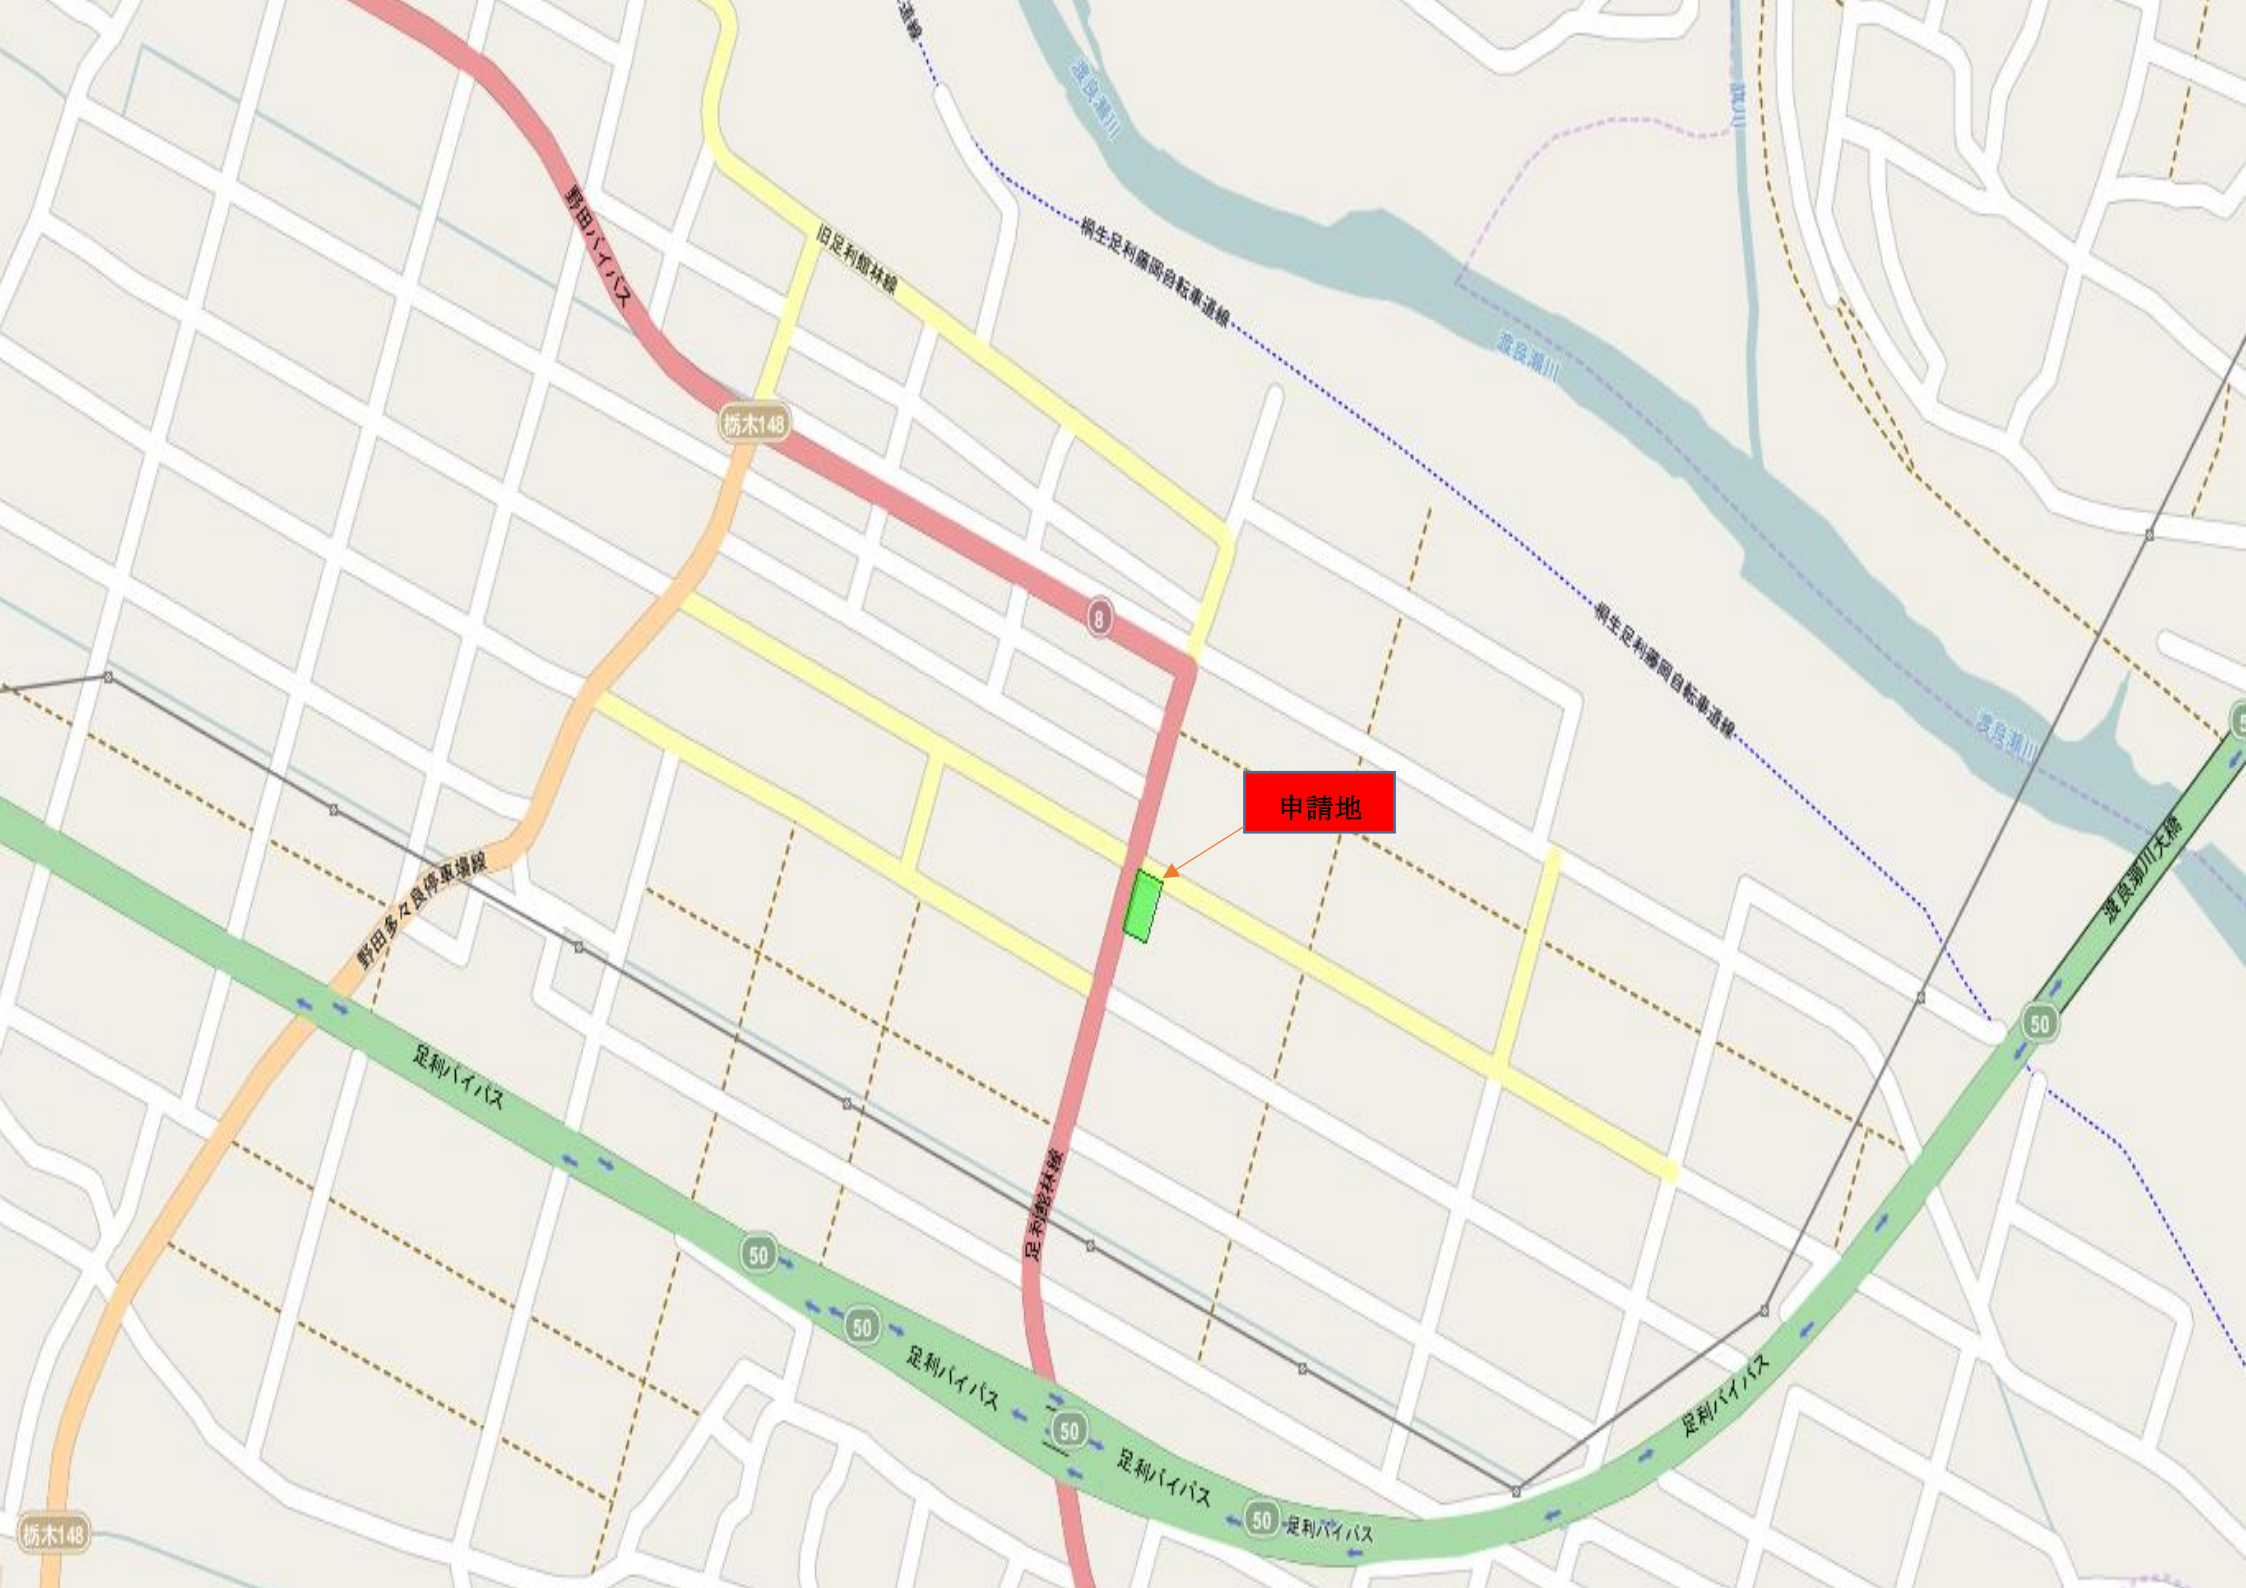 道線
渡良瀬川
野田バイパス
旧足利館林線
桐生足利藤岡自転車道線
渡良瀬川
栃木148
8
桐生足利藤岡自転車道線
渡良瀬川
5
申請地
渡良瀬川大橋
野田多々良停車場線
50
足利バイパス
足利館林線
50
50
足利バイパス
足利バイパス
50
足利バイパス
50
足利バイパス
栃木148